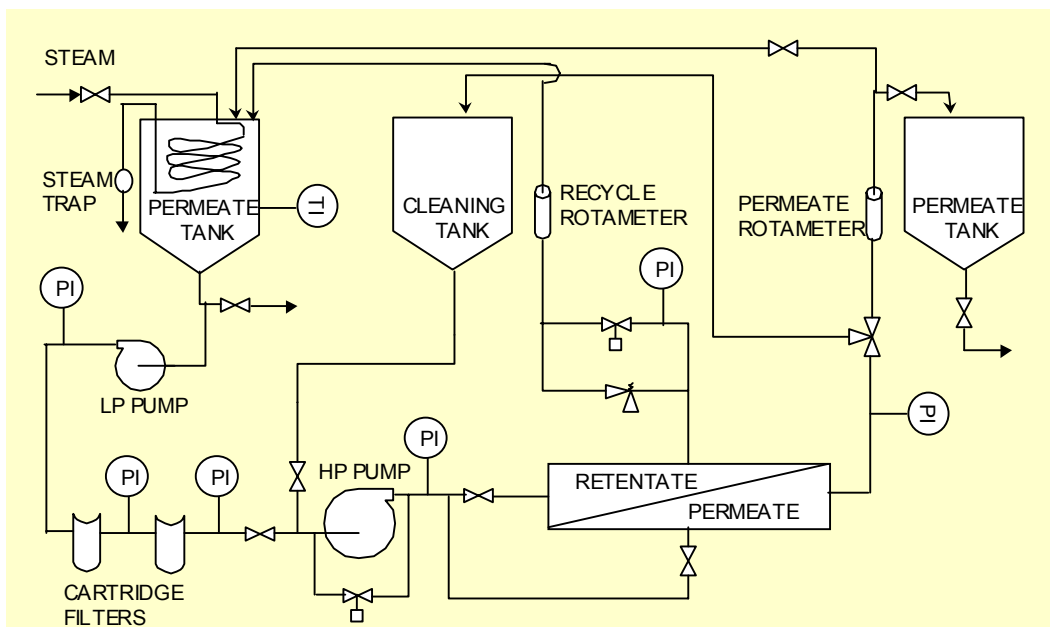 STEAM
STEAM
TRAP
PERMEATE
TANK
TI
CLEANING
TANK
RECYCLE
ROTAMETER
PERMEATE
ROTAMETER
PERMEATE
TANK
PI
PI
LP PUMP
PI
PI
PI
HP PUMP
PI
RETENTATE
PERMEATE
CARTRIDGE
FILTERS